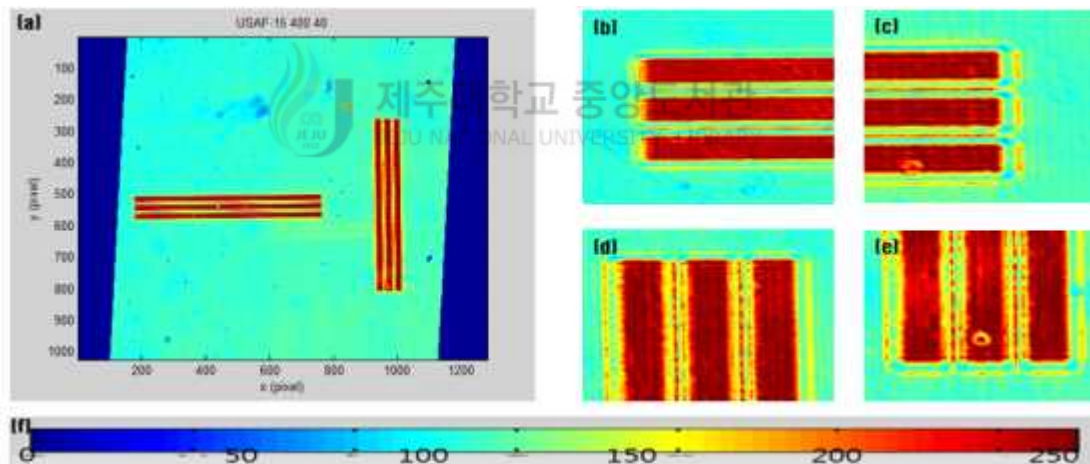 (a)
USAF:16 400 40
100
200
300
400
500
600
700
800
900
1000
200 400 600 800 1000 1200
y (pixel)
x (pixel)
(b)
(c)
제주대학교 중앙도서관
JEJU NATIONAL UNIVERSITY LIBRARY
JEJU
(d)
(e)
(f)
0 50 100 150 200 250